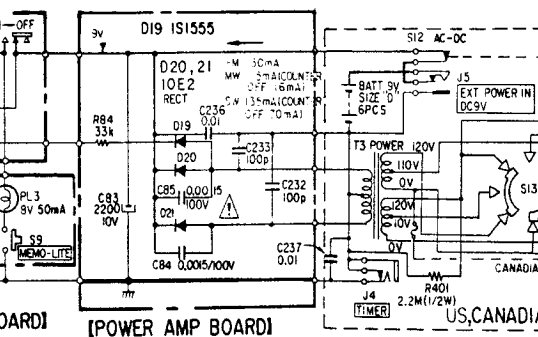 —OFF
D19 1S1555
S12 AC-DC
9V
D20, 21
10E2
RECT
FM 30mA
MW 5mA(COUNTER
OFF 16mA)
SW 135mA(COUNTER
OFF 70mA)
BATT 9V
SIZE "D"
6PCS
J5
EXT POWER IN
DC9V
R84
33k
C236
0.01
D19
C233
100p
T3 POWER
120V
110V
0V
D20
PL3
8V 50mA
C83
2200
10V
C85
0.0015
100V
D21
C232
100p
120V
10V
0V
S13
S9
MEMO-LITE
C84 0.0015/100V
C237
0.01
CANADIA
R401
2.2M(1/2W)
J4
TIMER
OARD]
[POWER AMP BOARD]
US,CANADIA